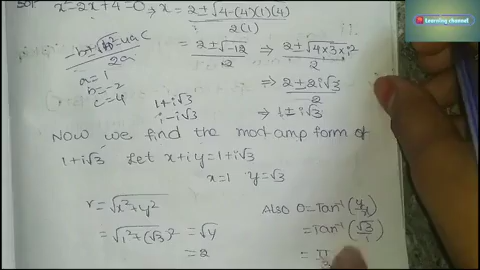 Sol:- x²-2x+4=0, x = 2±√4-4(1)(4) / 2(1)
-b±√b²-4ac / 2a
= 2±√-12 / 2 ⇒ 2±√4×3×i² / 2
a=1
b=-2
c=4
⇒ 2±2i√3 / 2
1+i√3
i-i√3
⇒ 1±i√3
Now we find the mod-amp form of
1+i√3 Let x+iy=1+i√3
x=1 y=√3
r = √x²+y²
= √1²+(√3)² = √4
= 2
Also θ=Tan⁻¹(y/x)
=Tan⁻¹(√3/1)
= π/3
Learning channel